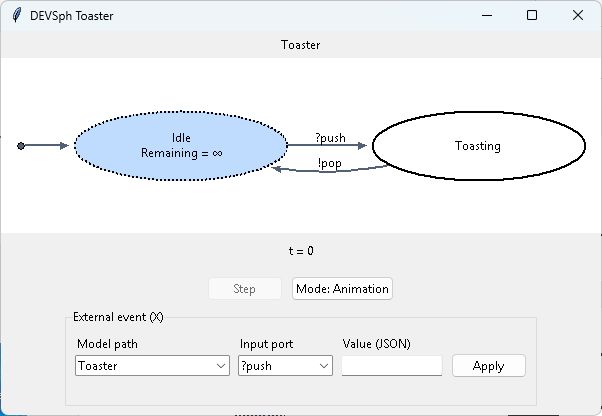 DEVSph Toaster
Toaster
Idle
Remaining = ∞
?push
!pop
Toasting
t = 0
Step
Mode: Animation
External event (X)
Model path
Input port
Value (JSON)
Toaster
?push
Apply